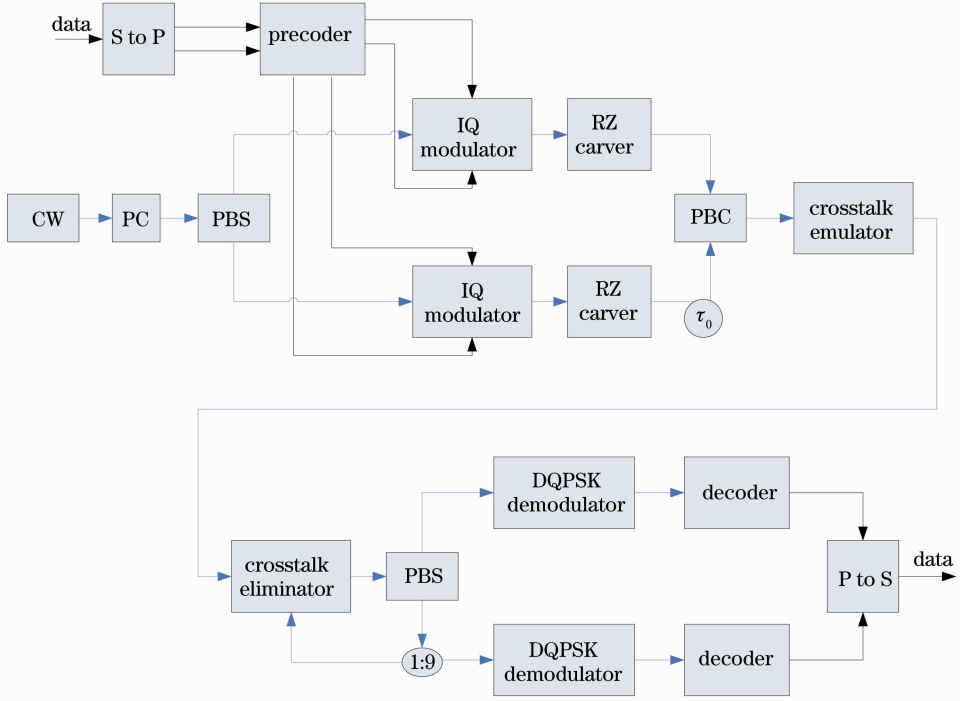 data
S to P
precoder
IQ
modulator
RZ
carver
CW
PC
PBS
PBC
crosstalk
emulator
IQ
modulator
RZ
carver
τ0
DQPSK
demodulator
decoder
crosstalk
eliminator
PBS
P to S
data
1:9
DQPSK
demodulator
decoder